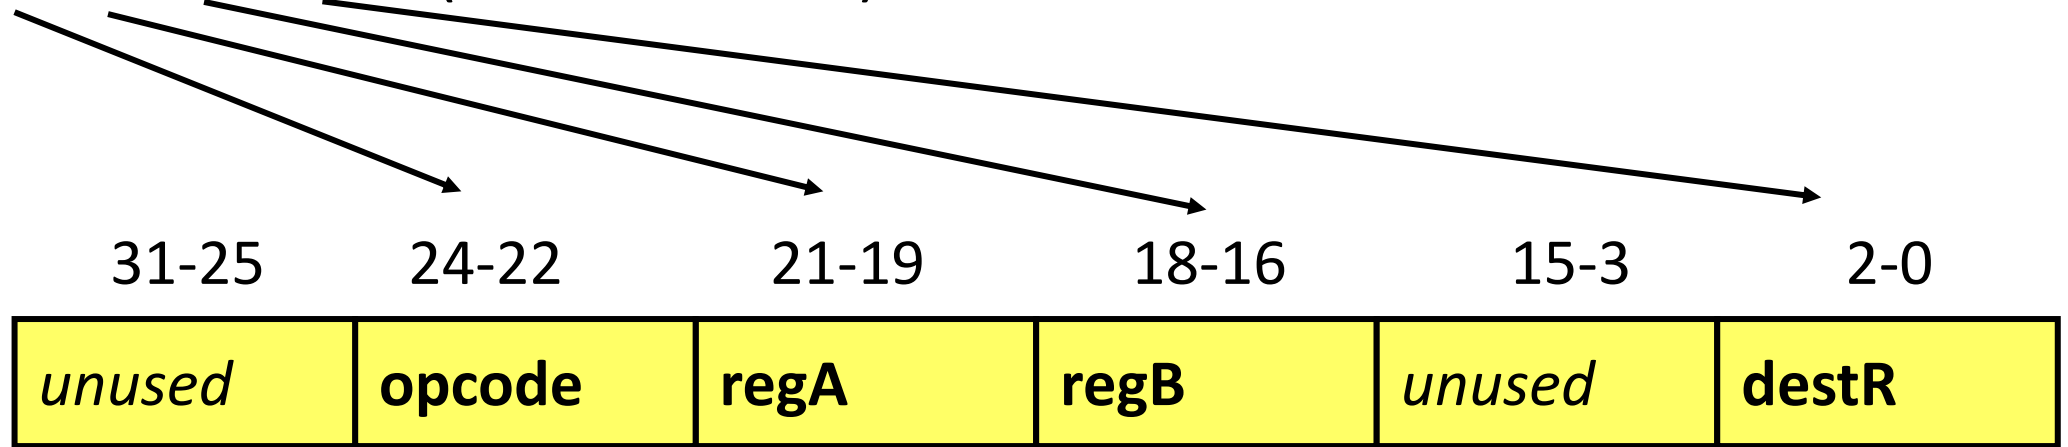 31-25 24-22 21-19 18-16 15-3 2-0
unused opcode regA regB unused destR